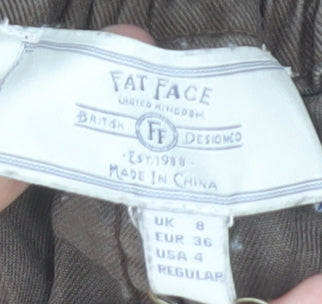 FAT FACE
UNITED KINGDOM
BRITISH FF DESIGNED
· EST. 1988 ·
MADE IN CHINA
UK 8
EUR 36
USA 4
REGULAR